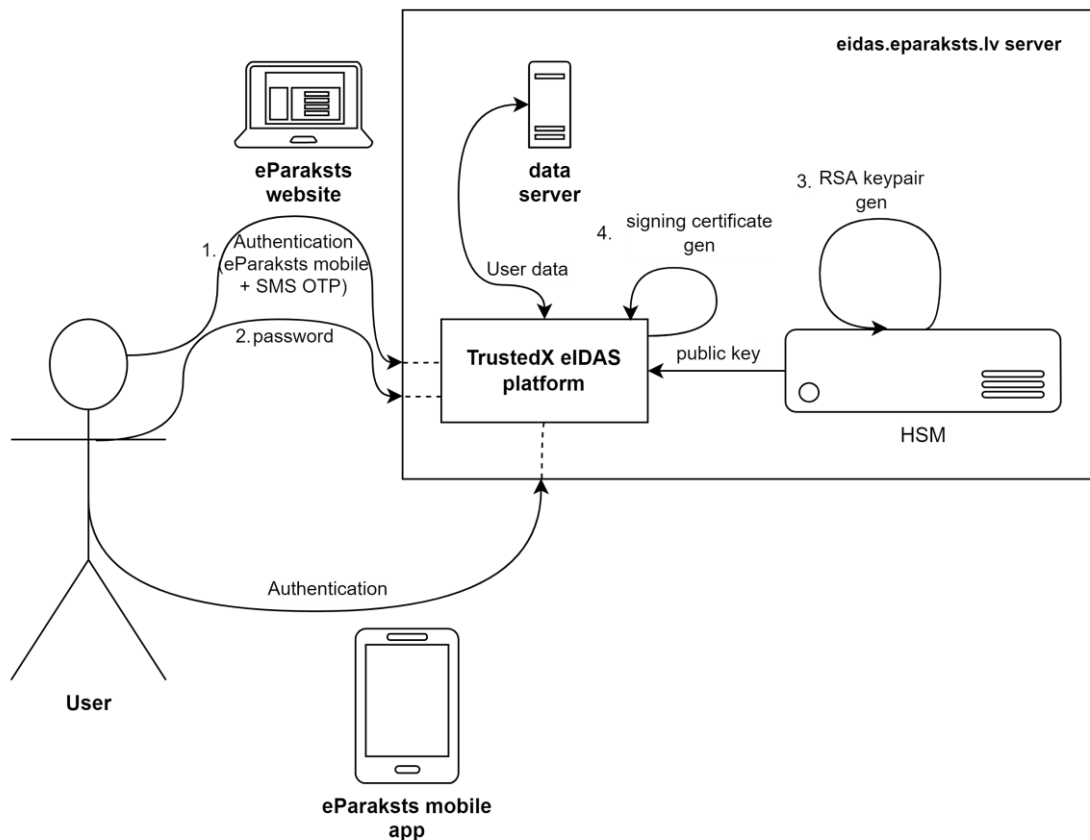 eidas.eparaksts.lv server
eParaksts
website
data
server
3. RSA keypair
gen
4. signing certificate
gen
1. Authentication
(eParaksts mobile
+ SMS OTP)
User data
2. password
TrustedX eIDAS
platform
public key
HSM
Authentication
User
eParaksts mobile
app